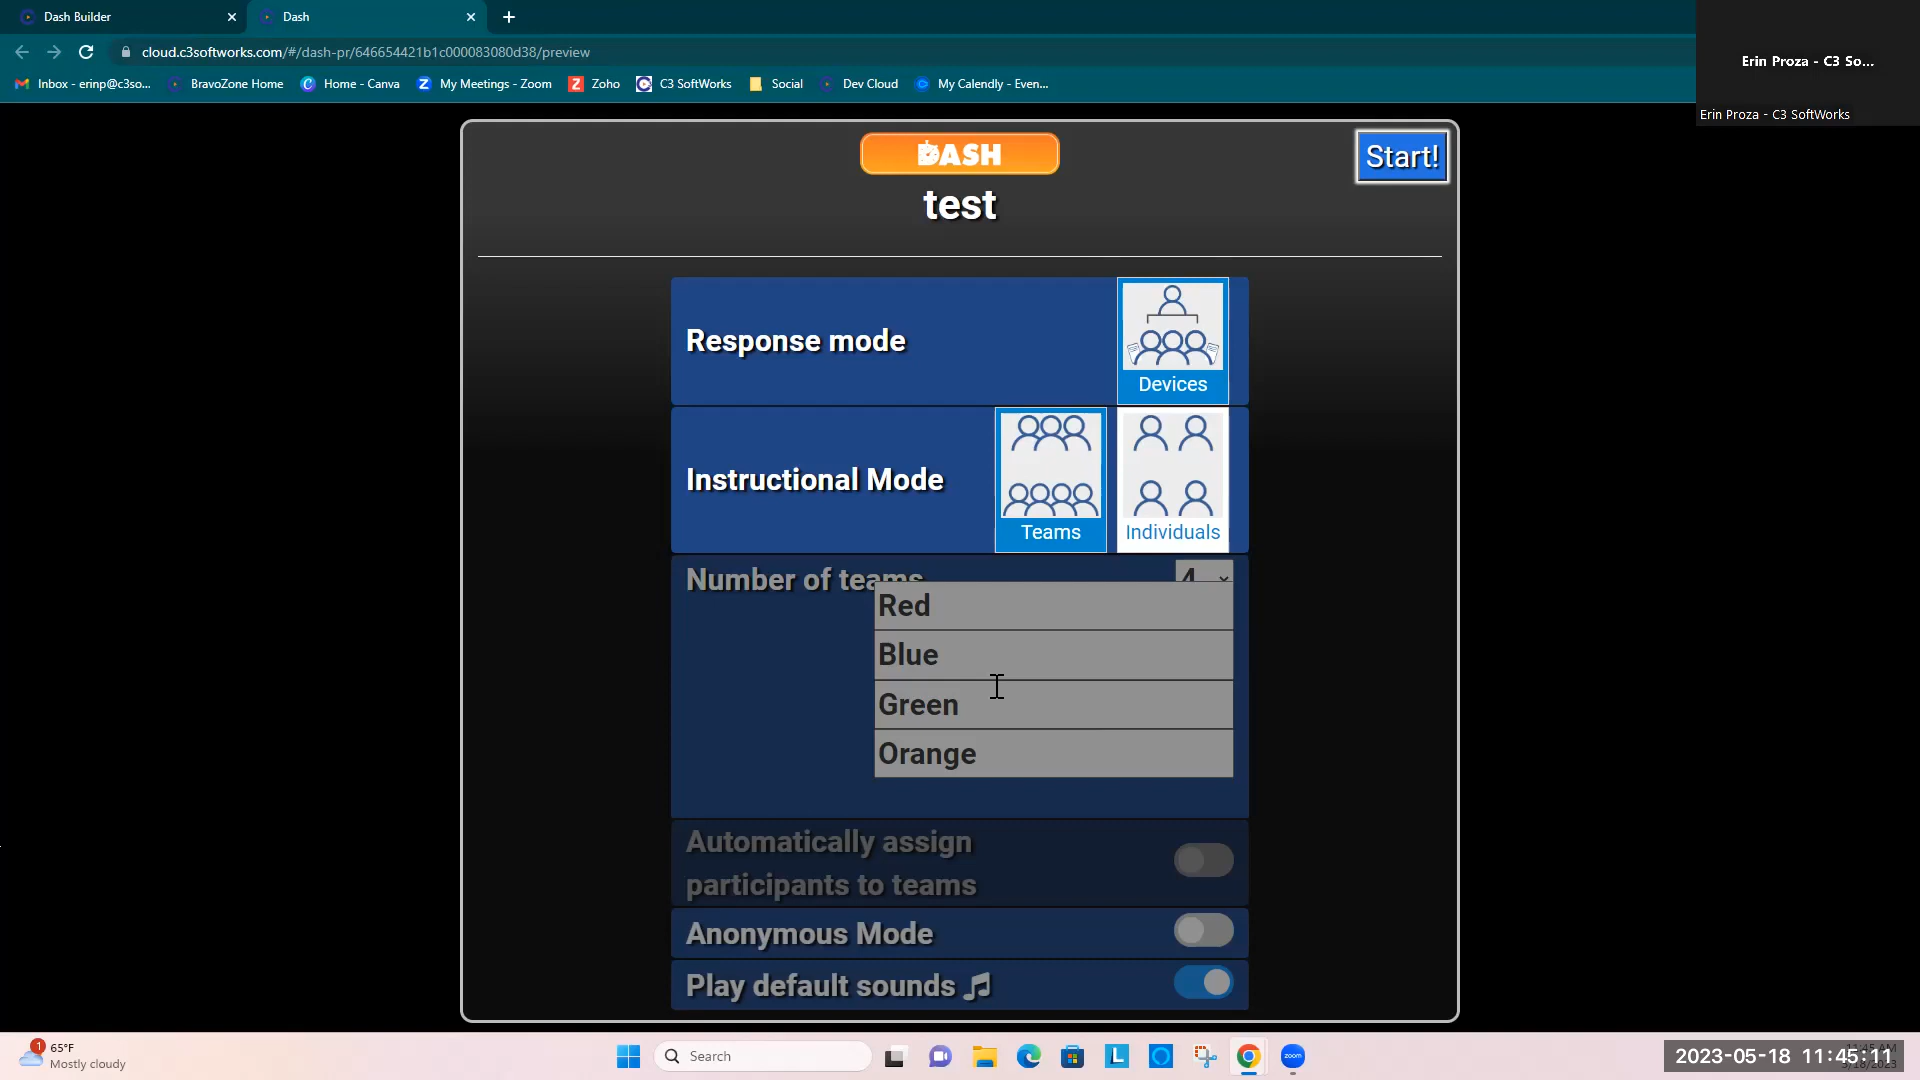 Dash Builder
Dash
cloud.c3softworks.com/#/dash-pr/646654421b1c000083080d38/preview
Inbox - erinp@c3so...
BravoZone Home
Home - Canva
My Meetings - Zoom
Zoho
C3 SoftWorks
Social
Dev Cloud
My Calendly - Even...
Erin Proza - C3 So...
Erin Proza - C3 SoftWorks
DASH
Start!
test
Response mode
Devices
Instructional Mode
Teams
Individuals
Number of teams
4
Red
Blue
Green
Orange
Automatically assign
participants to teams
Anonymous Mode
Play default sounds
1
65°F
Mostly cloudy
Search
zoom
2023-05-18 11:45:11